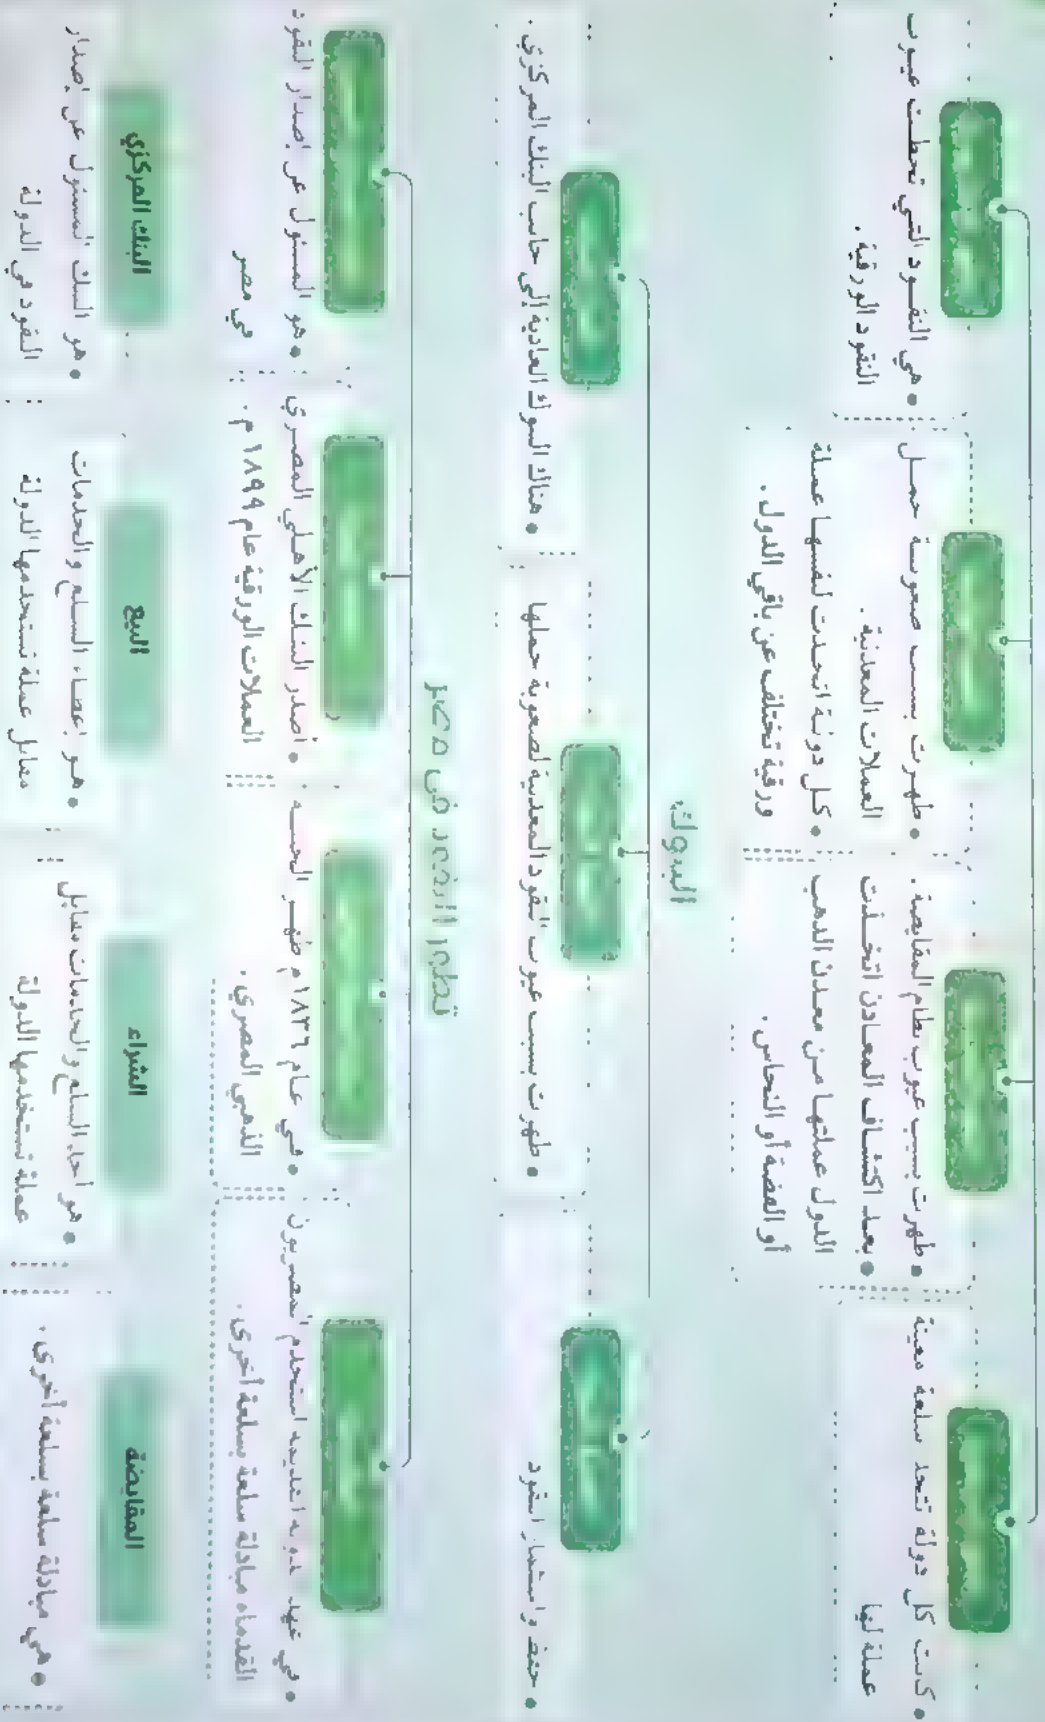 • كانت كل دولة تتخذ سلعة معينة
عملة لها
• ظهرت بسبب عيوب نظام المقايضة.
• بعد اكتشاف المعادن اتخذت
الدول عملتها من معدن الذهب
أو الفضة أو النحاس.
• ظهرت بسبب صعوبة حمل
العملات المعدنية.
• كل دولة اتخذت لنفسها عملة
ورقية تختلف عن باقي الدول.
• هي النقود التي تخطت عيوب
النقود الورقية.
البنوك
• حفظ واستثمار النقود
• ظهرت بسبب عيوب النقود المعدنية لصعوبة حملها
• هناك البنوك العادية إلى جانب البنك المركزي.
تطور النقود في مصر
• في عهد الدولة القديمة استخدم المصريون
القدماء مبادلة سلعة بسلعة أخرى.
• في عام ١٨٣٦م ظهر الجنيه
الذهبي المصري.
• أصدر البنك الأهلي المصري
العملات الورقية عام ١٨٩٩م.
• هو المسئول عن إصدار النقود
في مصر
المقايضة
• هي مبادلة سلعة بسلعة أخرى.
الشراء
• هو أخذ السلع والخدمات مقابل
عملة تستخدمها الدولة
البيع
• هو إعطاء السلع والخدمات
مقابل عملة تستخدمها الدولة
البنك المركزي
• هو البنك المسئول عن إصدار
النقود في الدولة